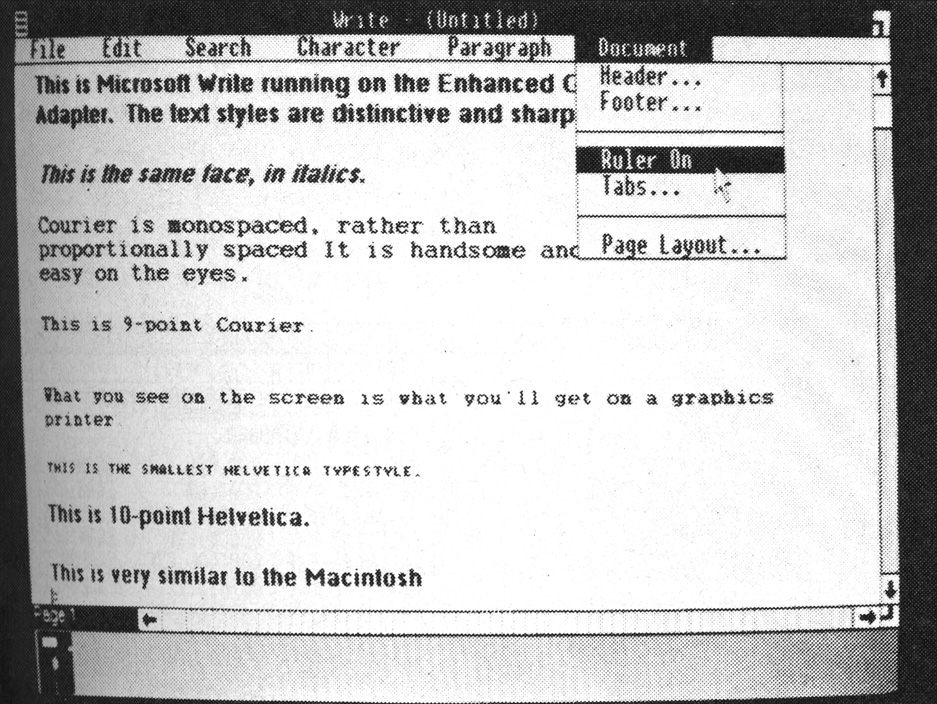 Write - (Untitled)
File Edit Search Character Paragraph Document
Header...
Footer...
Ruler On
Tabs...
Page Layout...
This is Microsoft Write running on the Enhanced C
Adapter. The text styles are distinctive and sharp
This is the same face, in italics.
Courier is monospaced, rather than
proportionally spaced It is handsome and
easy on the eyes.
This is 9-point Courier.
What you see on the screen is what you'll get on a graphics
printer
THIS IS THE SMALLEST HELVETICA TYPESTYLE.
This is 10-point Helvetica.
This is very similar to the Macintosh
Page 1